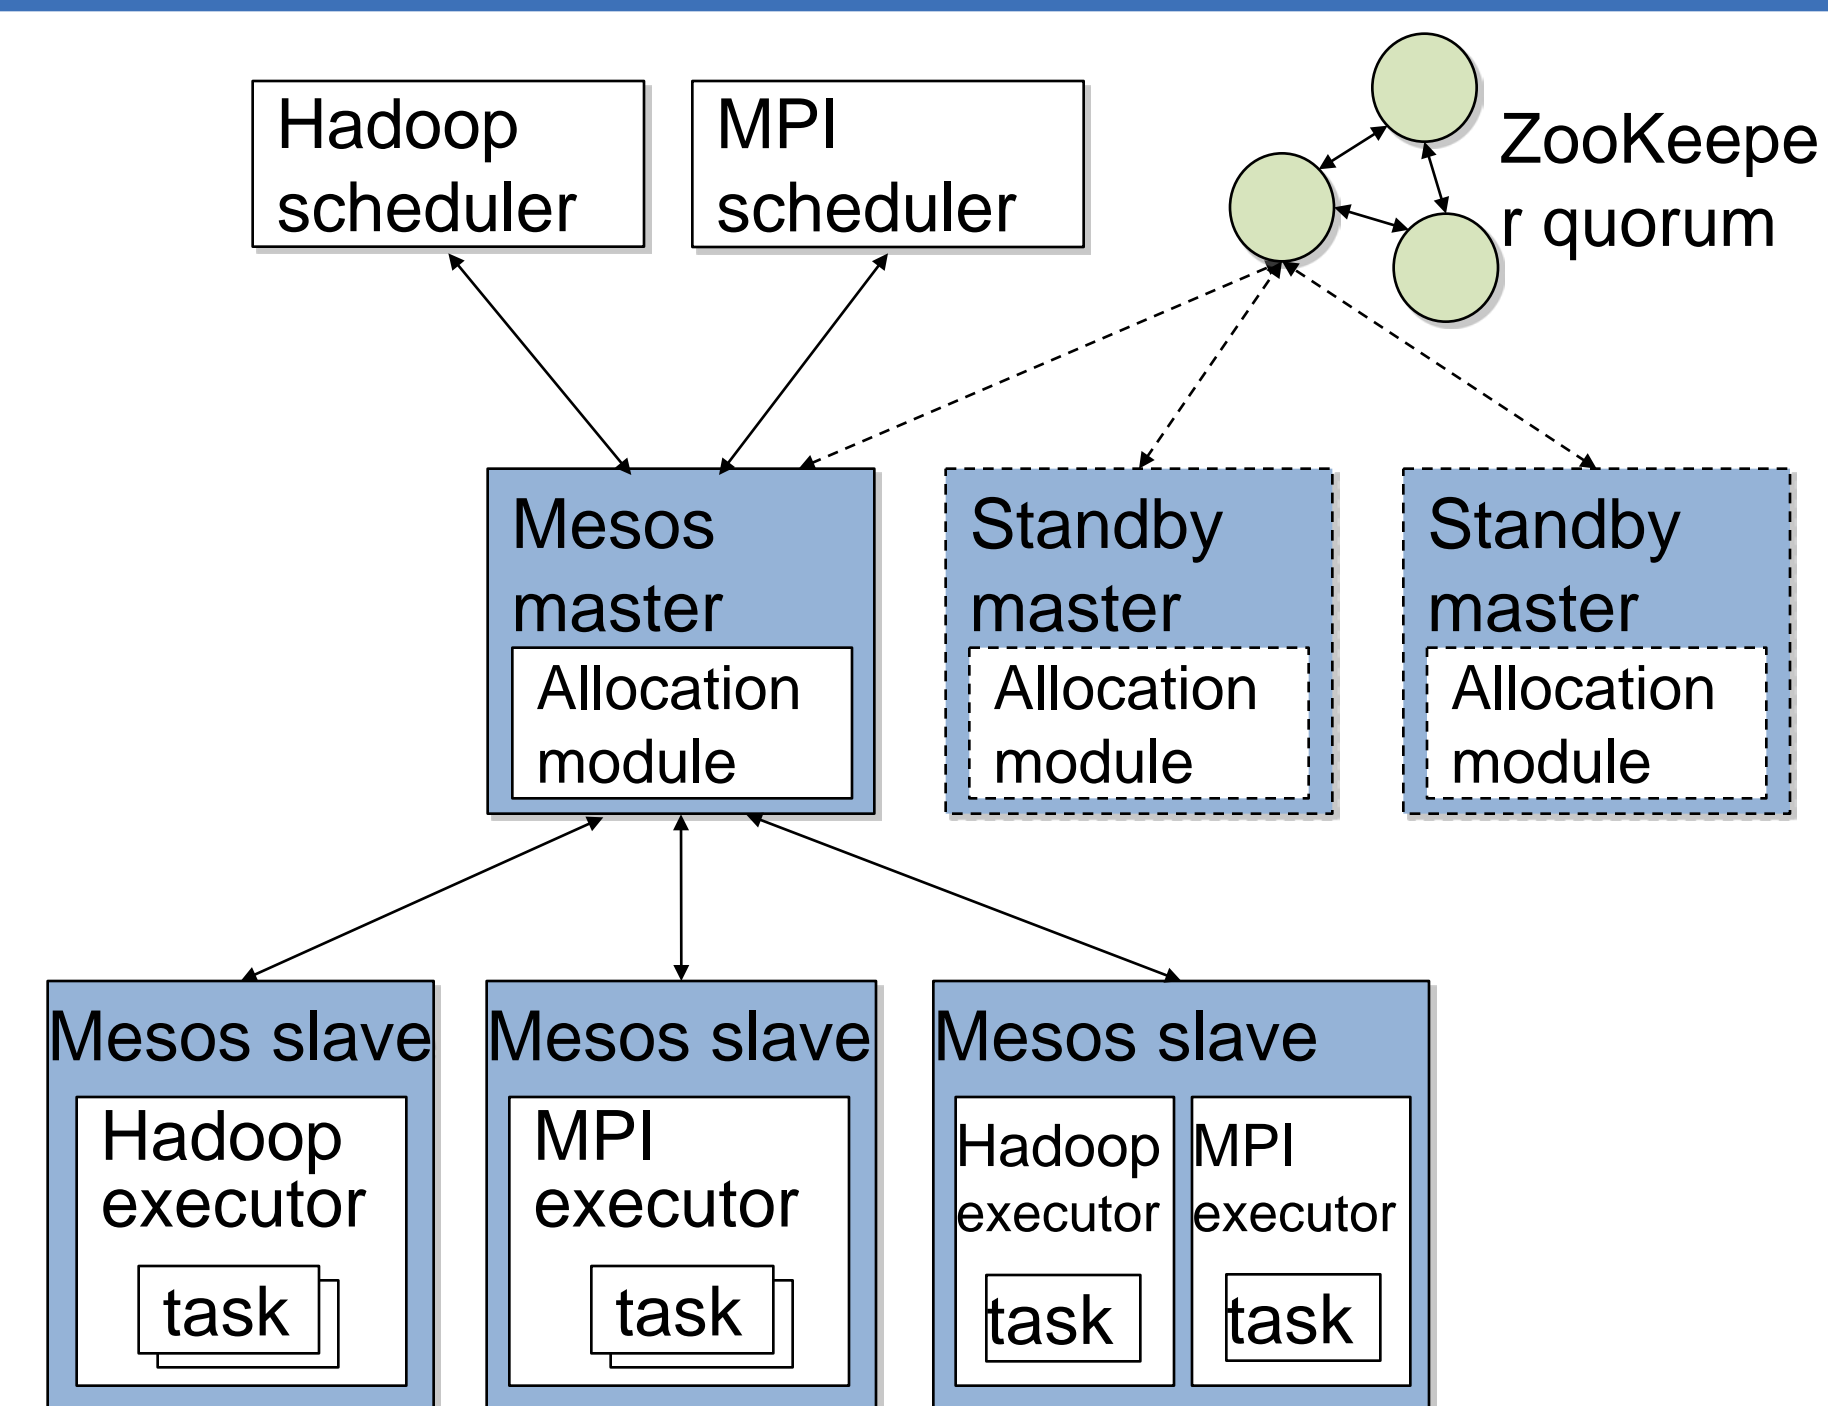 Hadoop
scheduler
MPI
scheduler
ZooKeepe
r quorum
Mesos
master
Allocation
module
Standby
master
Allocation
module
Standby
master
Allocation
module
Mesos slave
Hadoop
executor
task
Mesos slave
MPI
executor
task
Mesos slave
Hadoop
executor
task
MPI
executor
task